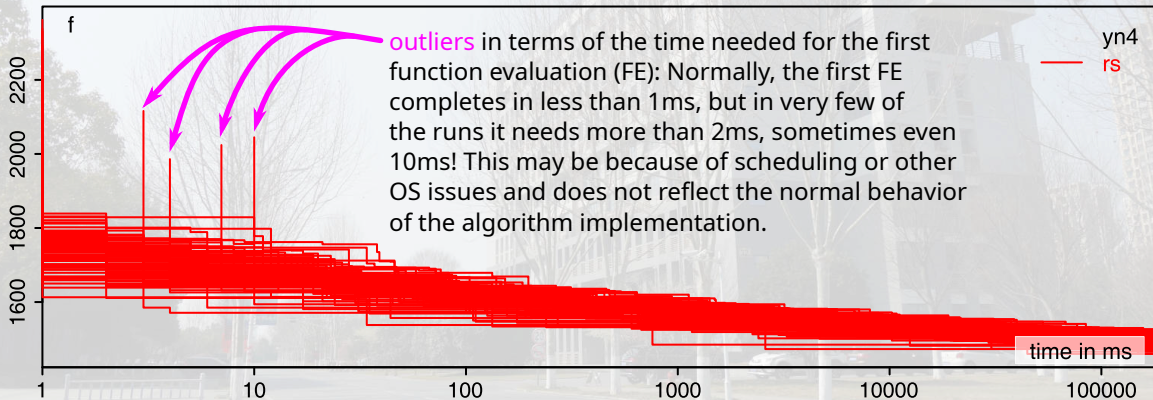 f
outliers in terms of the time needed for the first
function evaluation (FE): Normally, the first FE
completes in less than 1ms, but in very few of
the runs it needs more than 2ms, sometimes even
10ms! This may be because of scheduling or other
OS issues and does not reflect the normal behavior
of the algorithm implementation.
yn4
rs
2200
2000
1800
1600
time in ms
1 10 100 1000 10000 100000